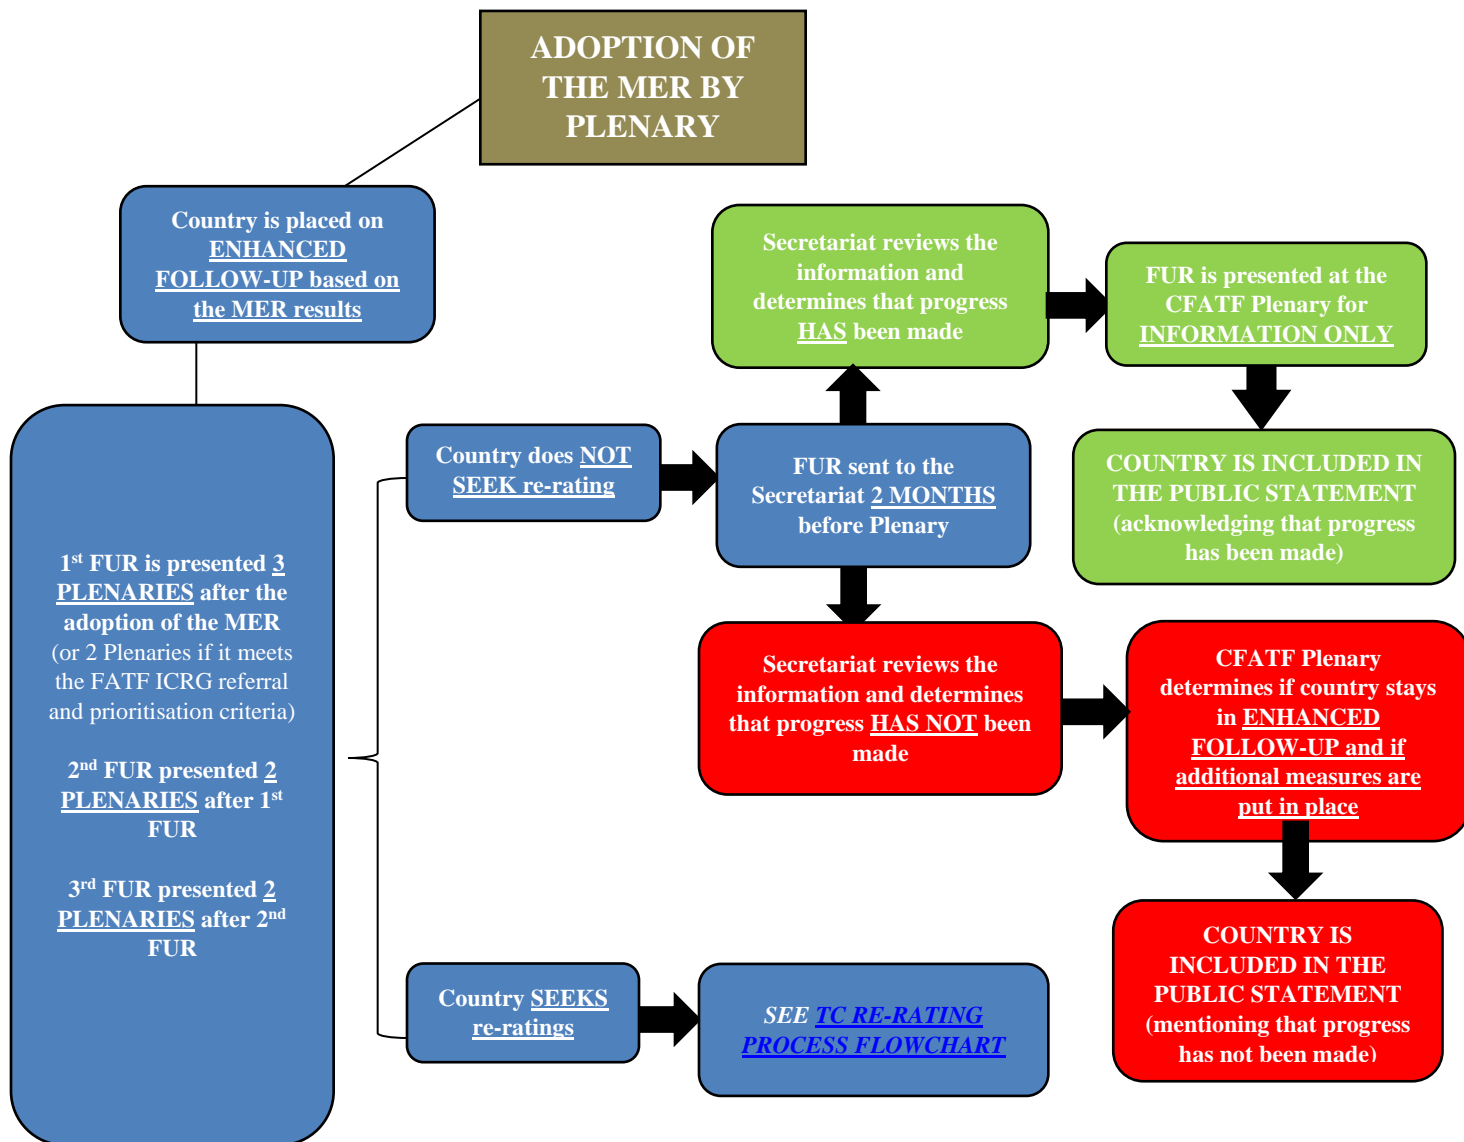 ADOPTION OF
THE MER BY
PLENARY
Country is placed on
ENHANCED
FOLLOW-UP based on
the MER results
1st FUR is presented 3
PLENARIES after the
adoption of the MER
(or 2 Plenaries if it meets
the FATF ICRG referral
and prioritisation criteria)
2nd FUR presented 2
PLENARIES after 1st
FUR
3rd FUR presented 2
PLENARIES after 2nd
FUR
Country does NOT
SEEK re-rating
FUR sent to the
Secretariat 2 MONTHS
before Plenary
Secretariat reviews the
information and
determines that progress
HAS been made
FUR is presented at the
CFATF Plenary for
INFORMATION ONLY
COUNTRY IS INCLUDED IN
THE PUBLIC STATEMENT
(acknowledging that progress
has been made)
Secretariat reviews the
information and determines
that progress HAS NOT been
made
CFATF Plenary
determines if country stays
in ENHANCED
FOLLOW-UP and if
additional measures are
put in place
COUNTRY IS
INCLUDED IN THE
PUBLIC STATEMENT
(mentioning that progress
has not been made)
Country SEEKS
re-ratings
SEE TC RE-RATING
PROCESS FLOWCHART